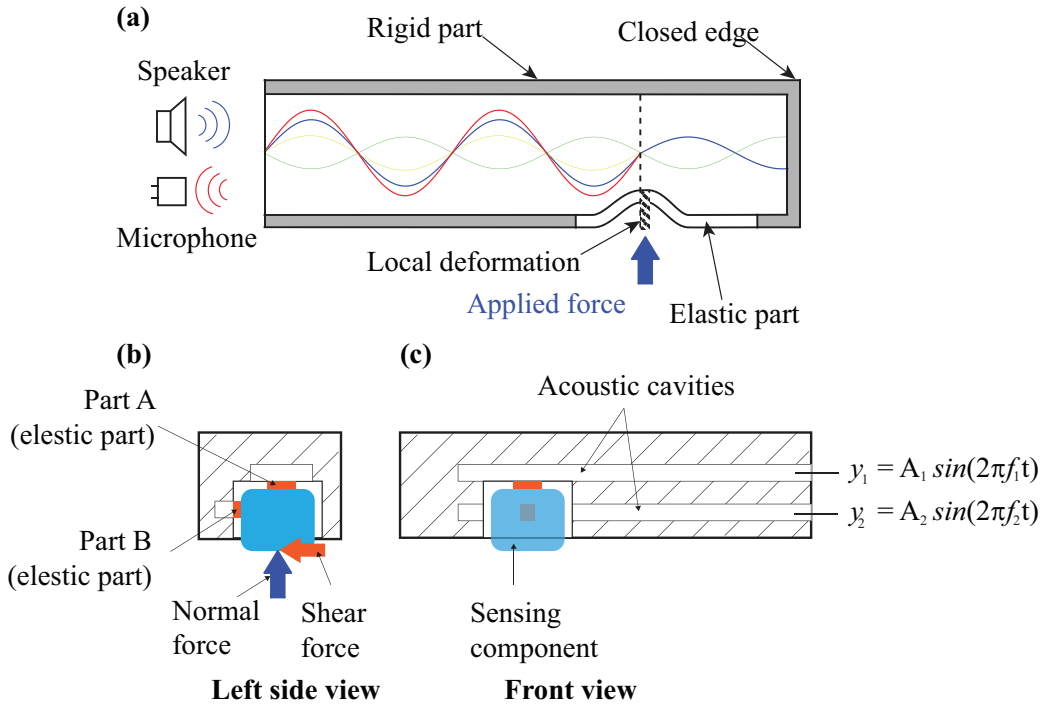 (a)
Rigid part
Closed edge
Speaker
Microphone
Local deformation
Applied force
Elastic part
(b)
(c)
Part A
(elestic part)
Acoustic cavities
y₁ = A₁ sin(2πf₁t)
y₂ = A₂ sin(2πf₂t)
Part B
(elestic part)
Normal
force
Shear
force
Sensing
component
Left side view
Front view